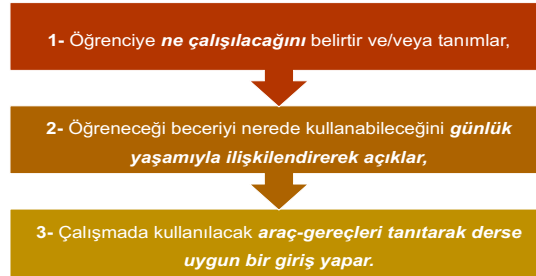 1- Öğrenciye ne çalışılacağını belirtir ve/veya tanımlar,
2- Öğreneceği beceriyi nerede kullanabileceğini günlük
yaşamıyla ilişkilendirerek açıklar,
3- Çalışmada kullanılacak araç-gereçleri tanıtarak derse
uygun bir giriş yapar.